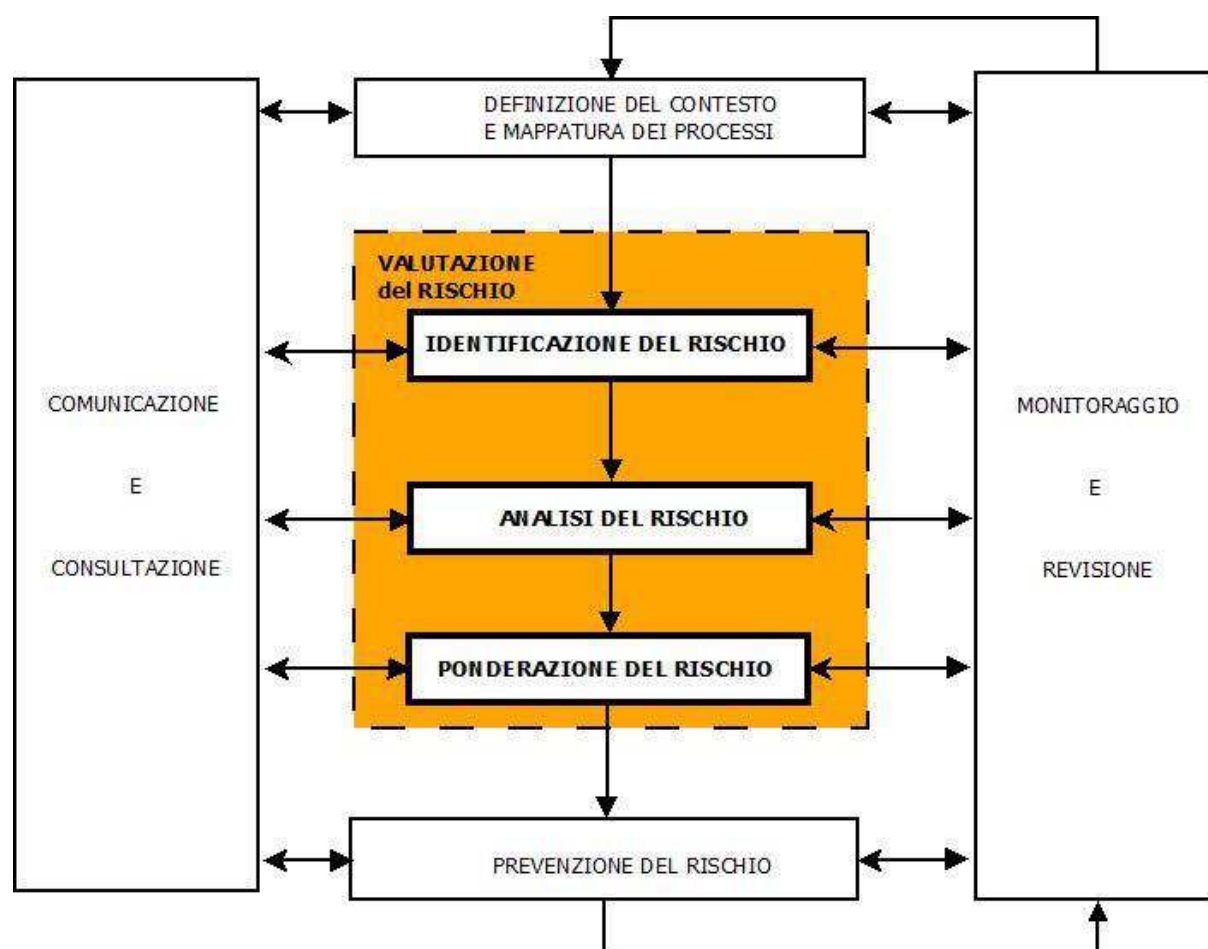 DEFINIZIONE DEL CONTESTO
E MAPPATURA DEI PROCESSI
VALUTAZIONE
del RISCHIO
IDENTIFICAZIONE DEL RISCHIO
COMUNICAZIONE
E
CONSULTAZIONE
MONITORAGGIO
E
REVISIONE
ANALISI DEL RISCHIO
PONDERAZIONE DEL RISCHIO
PREVENZIONE DEL RISCHIO